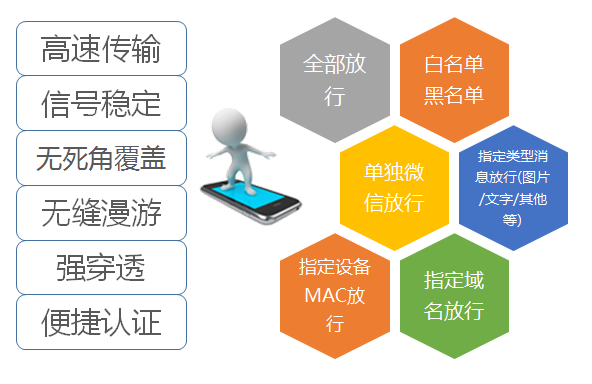 高速传输
信号稳定
无死角覆盖
无缝漫游
强穿透
便捷认证
全部放
行
白名单
黑名单
单独微
信放行
指定类型消
息放行(图片
/文字/其他
等)
指定设备
MAC放
行
指定域
名放行